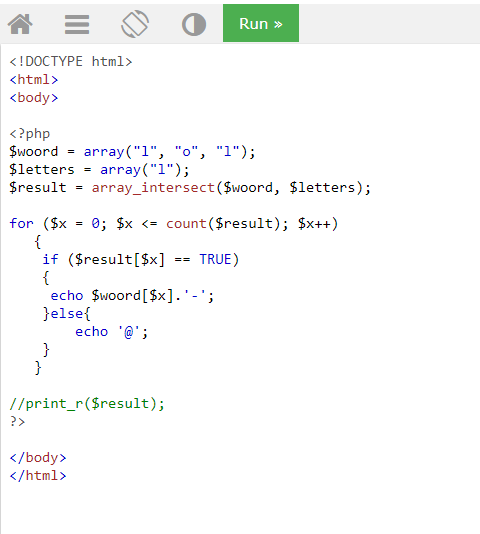 Run »
<!DOCTYPE html>
<html>
<body>
<?php
$woord = array("l", "o", "l");
$letters = array("l");
$result = array_intersect($woord, $letters);
for ($x = 0; $x <= count($result); $x++)
{
if ($result[$x] == TRUE)
{
echo $woord[$x].'-';
}else{
echo '@';
}
}
//print_r($result);
?>
</body>
</html>